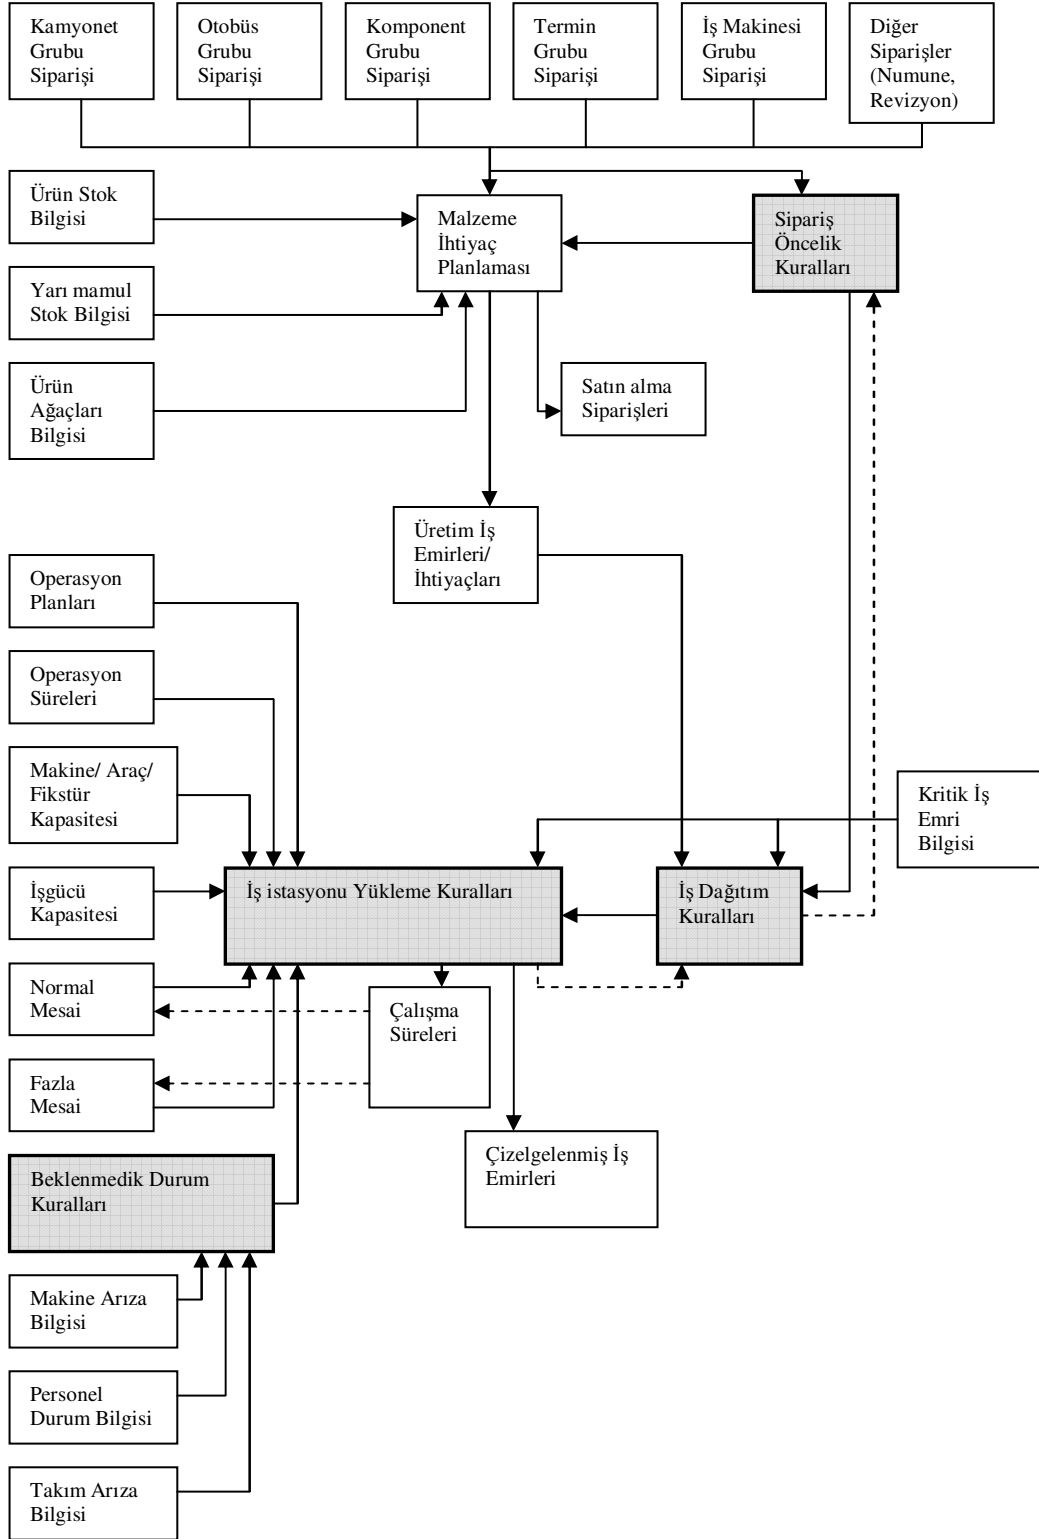 Kamyonet
Grubu
Siparişi
Otobüs
Grubu
Siparişi
Komponent
Grubu
Siparişi
Termin
Grubu
Siparişi
İş Makinesi
Grubu
Siparişi
Diğer
Siparişler
(Numune,
Revizyon)
Ürün Stok
Bilgisi
Malzeme
İhtiyaç
Planlaması
Sipariş
Öncelik
Kuralları
Yarı mamul
Stok Bilgisi
Ürün
Ağaçları
Bilgisi
Satın alma
Siparişleri
Üretim İş
Emirleri/
İhtiyaçları
Operasyon
Planları
Operasyon
Süreleri
Makine/ Araç/
Fikstür
Kapasitesi
Kritik İş
Emri
Bilgisi
İşgücü
Kapasitesi
İş istasyonu Yükleme Kuralları
İş Dağıtım
Kuralları
Normal
Mesai
Çalışma
Süreleri
Fazla
Mesai
Çizelgelenmiş İş
Emirleri
Beklenmedik Durum
Kuralları
Makine Arıza
Bilgisi
Personel
Durum Bilgisi
Takım Arıza
Bilgisi